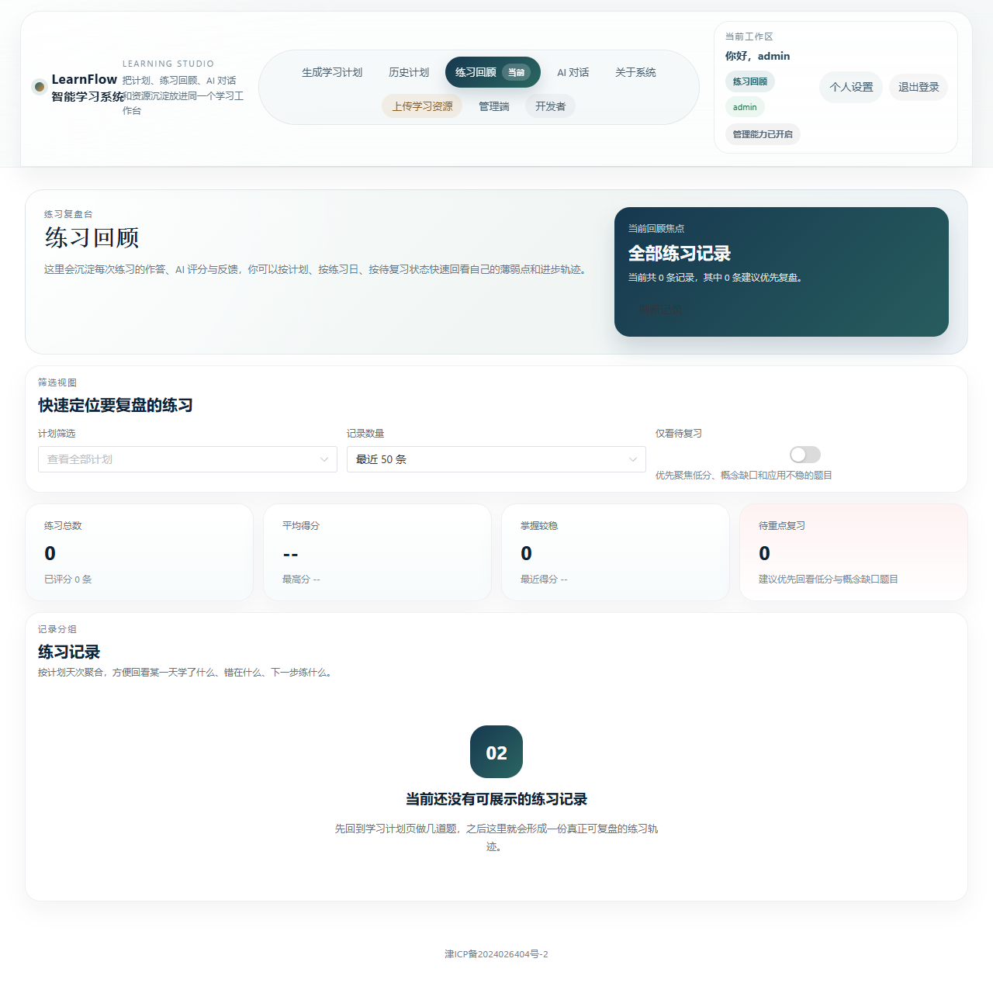 LearnFlow
智能学习系统
LEARNING STUDIO
把计划、练习回顾、AI 对话
和资源沉淀放进同一个学习工
作台
生成学习计划
历史计划
练习回顾 当前
AI 对话
关于系统
上传学习资源
管理端
开发者
当前工作区
你好，admin
练习回顾
admin
管理能力已开启
个人设置
退出登录
练习复盘台
练习回顾
这里会沉淀每次练习的作答、AI 评分与反馈，你可以按计划、按练习日、按待复习状态快速回看自己的薄弱点和进步轨迹。
当前回顾焦点
全部练习记录
当前共 0 条记录，其中 0 条建议优先复盘。
刷新记录
筛选视图
快速定位要复盘的练习
计划筛选
查看全部计划
记录数量
最近 50 条
仅看待复习
优先聚焦低分、概念缺口和应用不稳的题目
练习总数
0
已评分 0 条
平均得分
--
最高分 --
掌握较稳
0
最近得分 --
待重点复习
0
建议优先回看低分与概念缺口题目
记录分组
练习记录
按计划天次聚合，方便回看某一天学了什么、错在什么、下一步练什么。
02
当前还没有可展示的练习记录
先回到学习计划页做几道题，之后这里就会形成一份真正可复盘的练习轨
迹。
津ICP备2024026404号-2